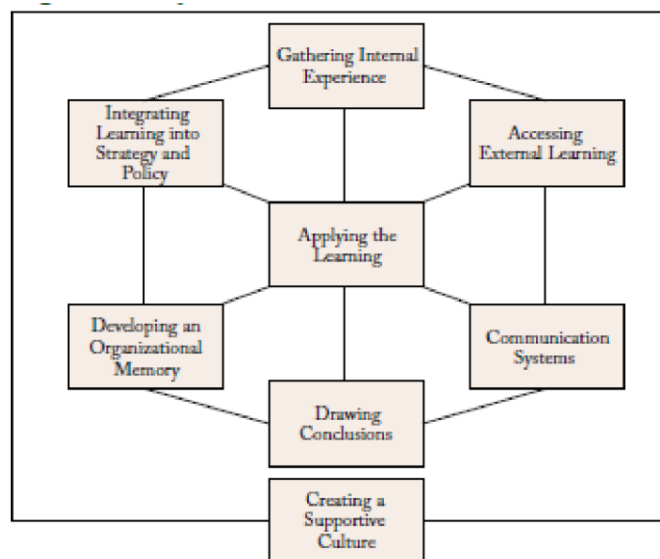 Gathering Internal
Experience
Integrating
Learning into
Strategy and
Policy
Accessing
External Learning
Applying the
Learning
Developing an
Organizational
Memory
Communication
Systems
Drawing
Conclusions
Creating a
Supportive
Culture